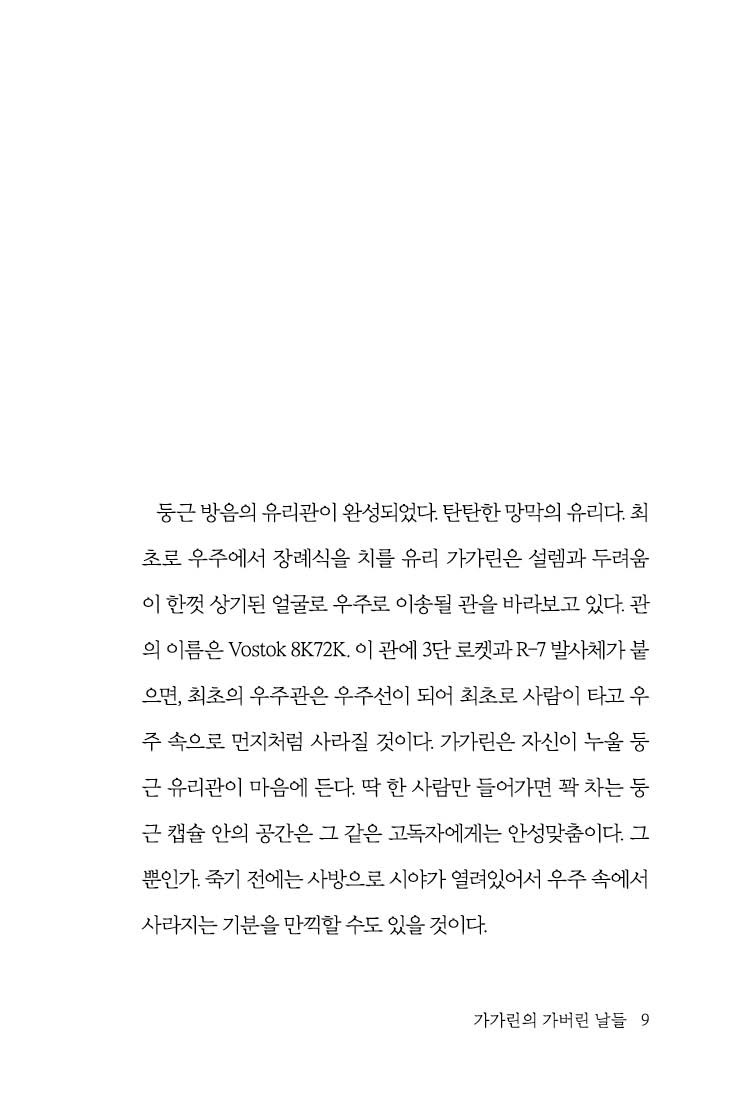 둥근 방음의 유리관이 완성되었다. 탄탄한 망막의 유리다. 최
초로 우주에서 장례식을 치를 유리 가가린은 설렘과 두려움
이 한껏 상기된 얼굴로 우주로 이송될 관을 바라보고 있다. 관
의 이름은 Vostok 8K72K. 이 관에 3단 로켓과 R-7 발사체가 붙
으면, 최초의 우주관은 우주선이 되어 최초로 사람이 타고 우
주 속으로 먼지처럼 사라질 것이다. 가가린은 자신이 누울 둥
근 유리관이 마음에 든다. 딱 한 사람만 들어가면 꽉 차는 둥
근 캡슐 안의 공간은 그 같은 고독자에게는 안성맞춤이다. 그
뿐인가. 죽기 전에는 사방으로 시야가 열려있어서 우주 속에서
사라지는 기분을 만끽할 수도 있을 것이다.
가가린의 가버린 날들 9